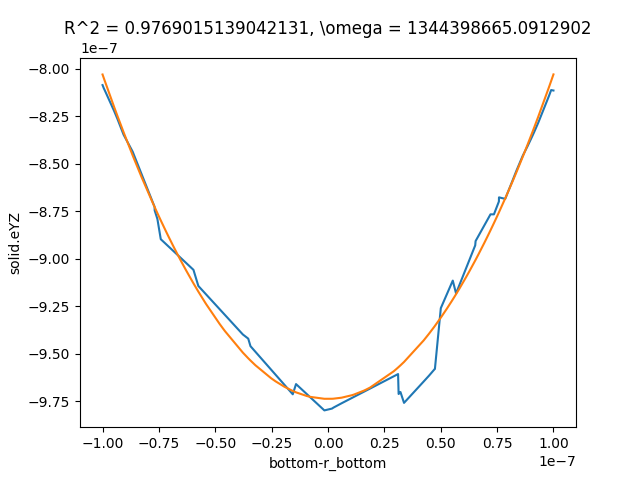 R^2 = 0.9769015139042131, \omega = 1344398665.0912902
1e−7
−8.00
−8.25
−8.50
−8.75
−9.00
−9.25
−9.50
−9.75
solid.eYZ
−1.00 −0.75 −0.50 −0.25 0.00 0.25 0.50 0.75 1.00
bottom-r_bottom
1e−7